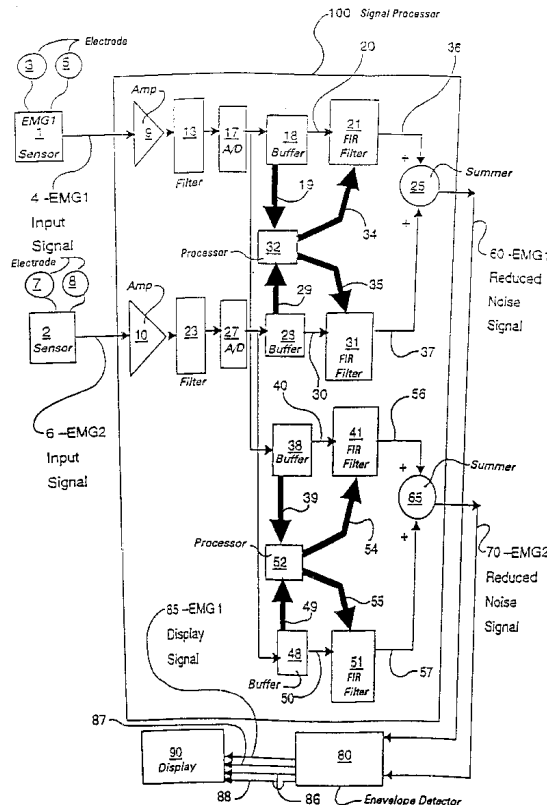 100 Signal Processor
Electrode
3
5
20
36
Amp
EMG1
1
Sensor
9
13
17
A/D
18
Buffer
21
FIR
Filter
Filter
+
25
Summer
4-EMG1
Input
Signal
19
34
+
Processor
32
60-EMG1
Reduced
Noise
Signal
Electrode
7
8
Amp
29
35
2
Sensor
10
23
27
A/D
Buffer
31
FIR
Filter
Filter
30
37
6-EMG2
Input
Signal
40
56
38
Buffer
41
FIR
Filter
+
Summer
65
39
54
+
Processor
52
70-EMG2
Reduced
Noise
Signal
85-EMG1
Display
Signal
49
55
48
51
FIR
Filter
Buffer
50
57
87
90
Display
80
88
86
Enavelope Detector